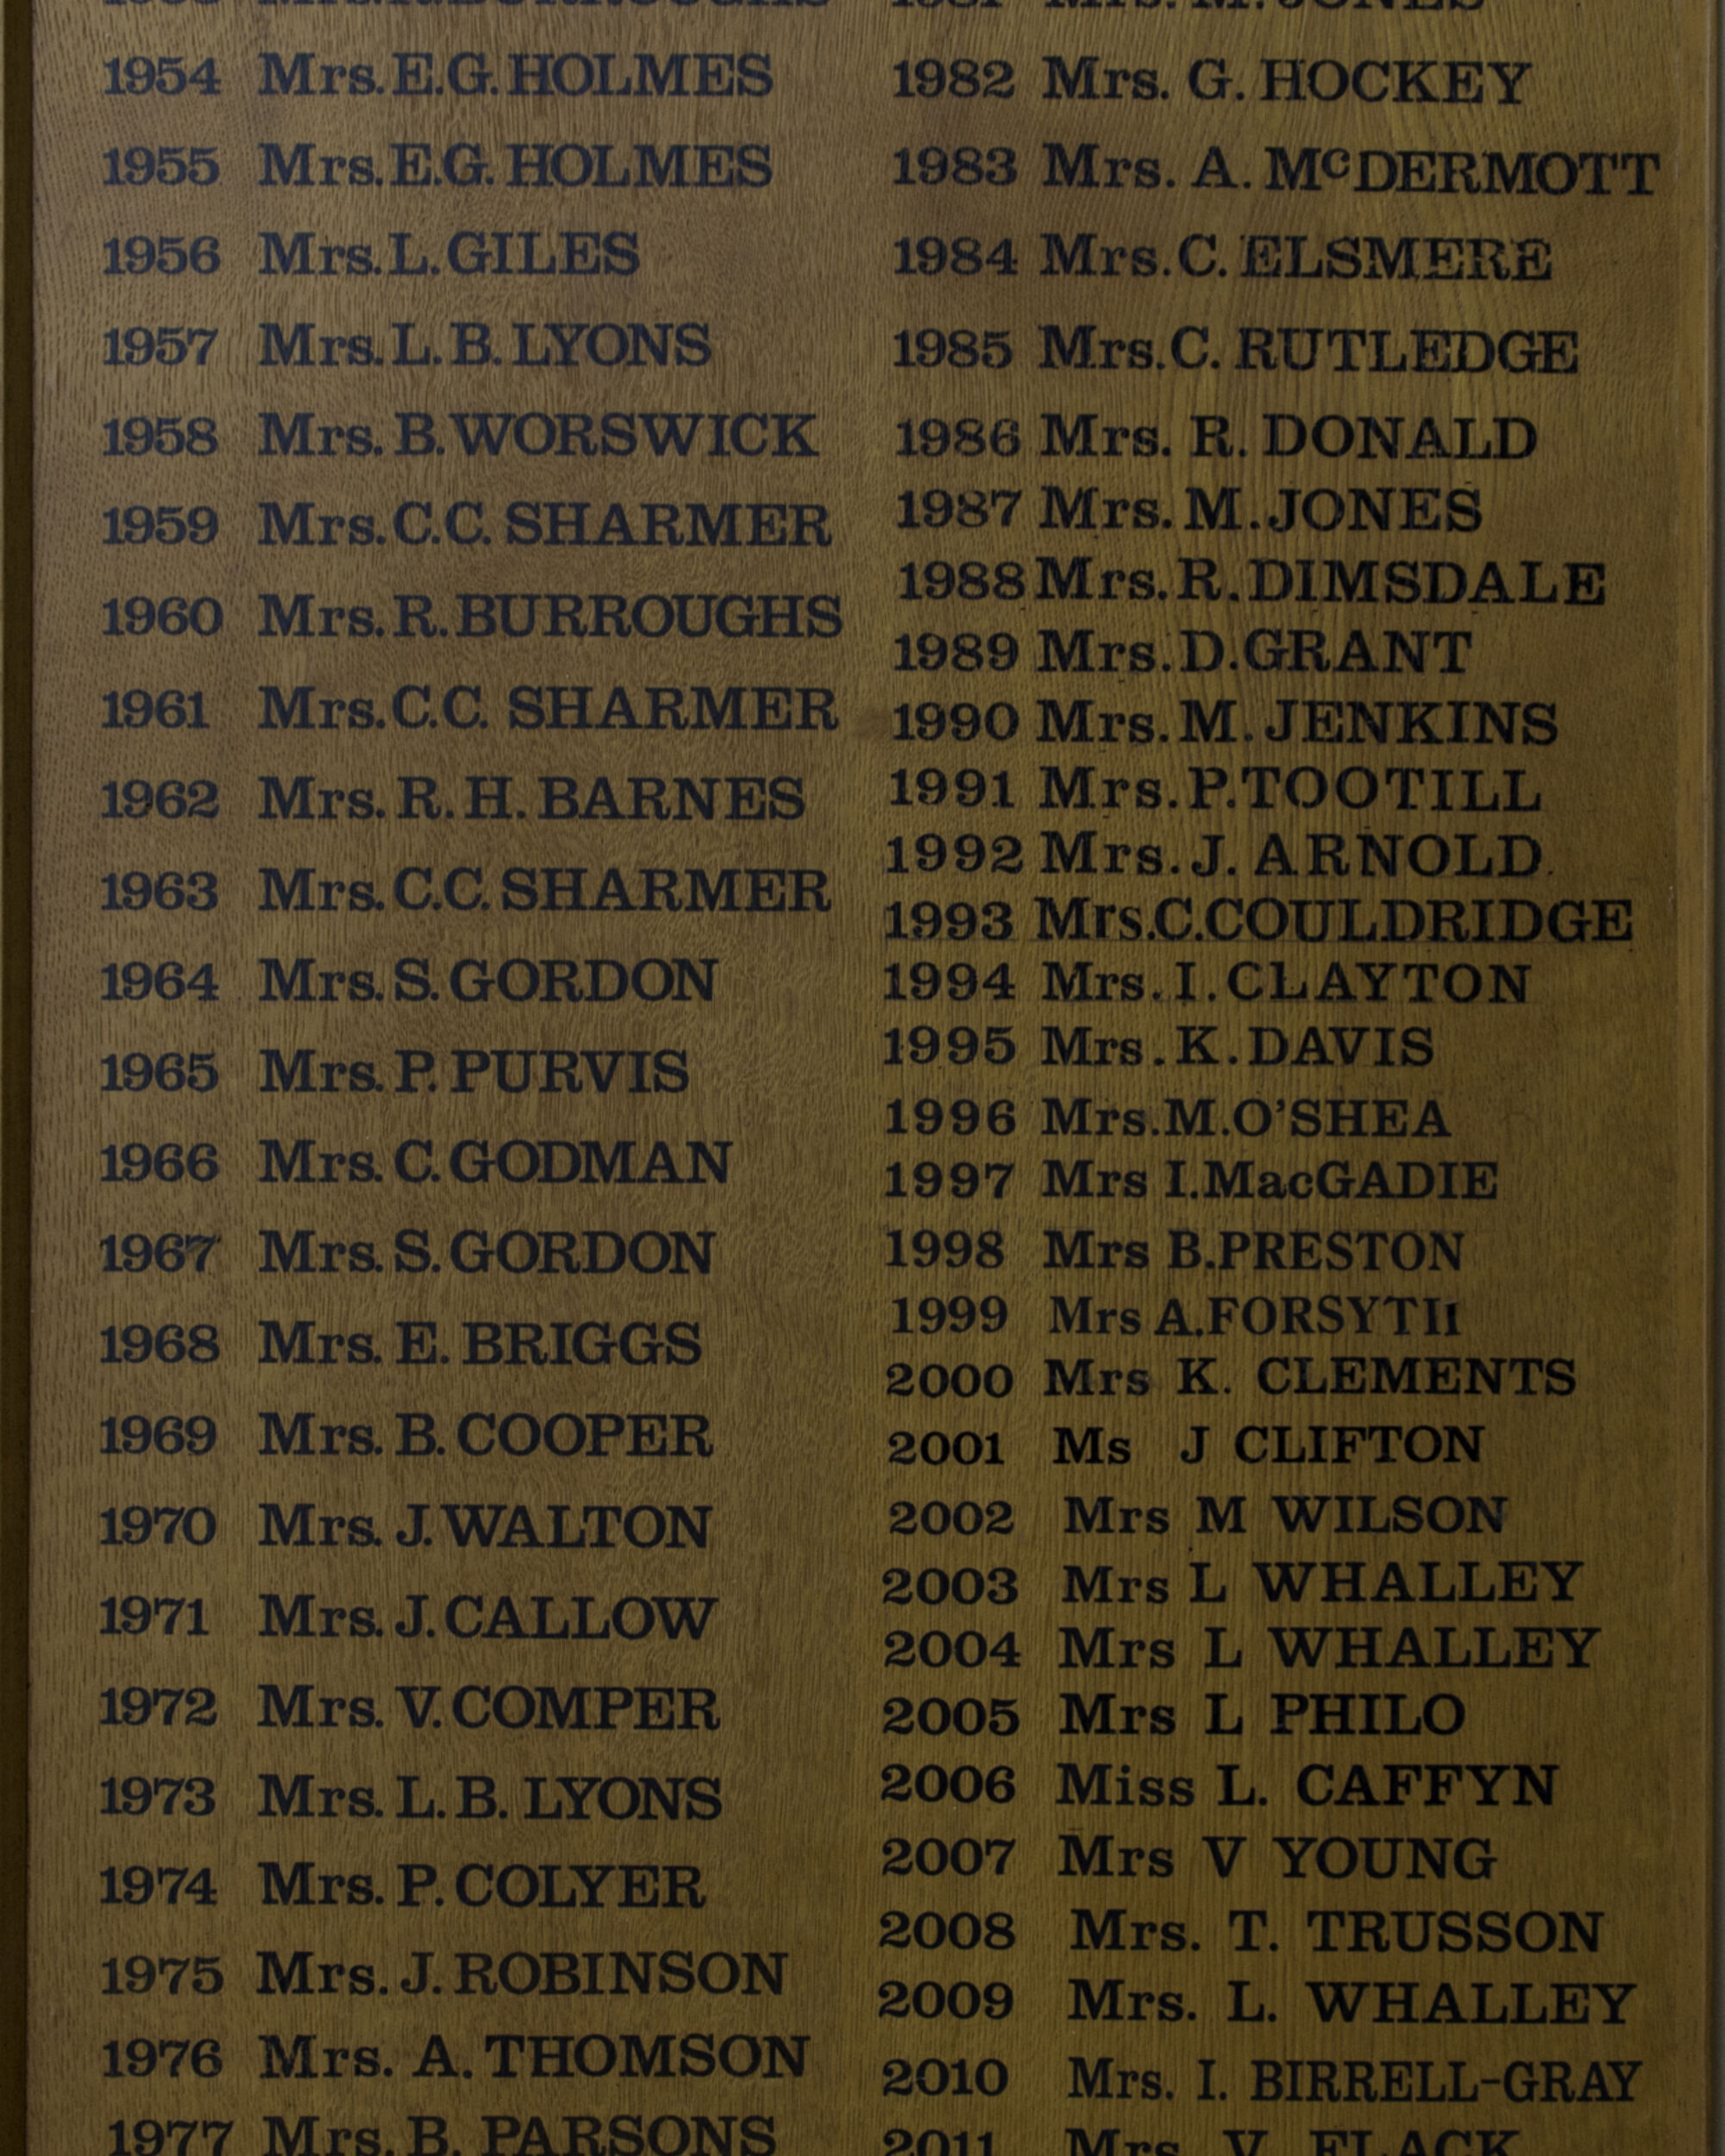 Mrs. R. BURROUGHS
1954 Mrs. E.G. HOLMES
1955 Mrs. E.G. HOLMES
1956 Mrs. L. GILES
1957 Mrs. L. B. LYONS
1958 Mrs. B. WORSWICK
1959 Mrs. C.C. SHARMER
1960 Mrs. R. BURROUGHS
1961 Mrs. C.C. SHARMER
1962 Mrs. R. H. BARNES
1963 Mrs. C.C. SHARMER
1964 Mrs. S. GORDON
1965 Mrs. P. PURVIS
1966 Mrs. C. GODMAN
1967 Mrs. S. GORDON
1968 Mrs. E. BRIGGS
1969 Mrs. B. COOPER
1970 Mrs. J. WALTON
1971 Mrs. J. CALLOW
1972 Mrs. V. COMPER
1973 Mrs. L. B. LYONS
1974 Mrs. P. COLYER
1975 Mrs. J. ROBINSON
1976 Mrs. A. THOMSON
1977 Mrs. B. PARSONS
1981 Mrs. M. JONES
1982 Mrs. G. HOCKEY
1983 Mrs. A. McDERMOTT
1984 Mrs. C. ELSMERE
1985 Mrs. C. RUTLEDGE
1986 Mrs. R. DONALD
1987 Mrs. M. JONES
1988 Mrs. R. DIMSDALE
1989 Mrs. D. GRANT
1990 Mrs. M. JENKINS
1991 Mrs. P. TOOTILL
1992 Mrs. J. ARNOLD
1993 Mrs. C. COULDRIDGE
1994 Mrs. I. CLAYTON
1995 Mrs. K. DAVIS
1996 Mrs. M. O'SHEA
1997 Mrs I. MacGADIE
1998 Mrs B. PRESTON
1999 Mrs A. FORSYTH
2000 Mrs K. CLEMENTS
2001 Ms J CLIFTON
2002 Mrs M WILSON
2003 Mrs L WHALLEY
2004 Mrs L WHALLEY
2005 Mrs L PHILO
2006 Miss L. CAFFYN
2007 Mrs V YOUNG
2008 Mrs. T. TRUSSON
2009 Mrs. L. WHALLEY
2010 Mrs. I. BIRRELL-GRAY
2011 Mrs. V. FLACK